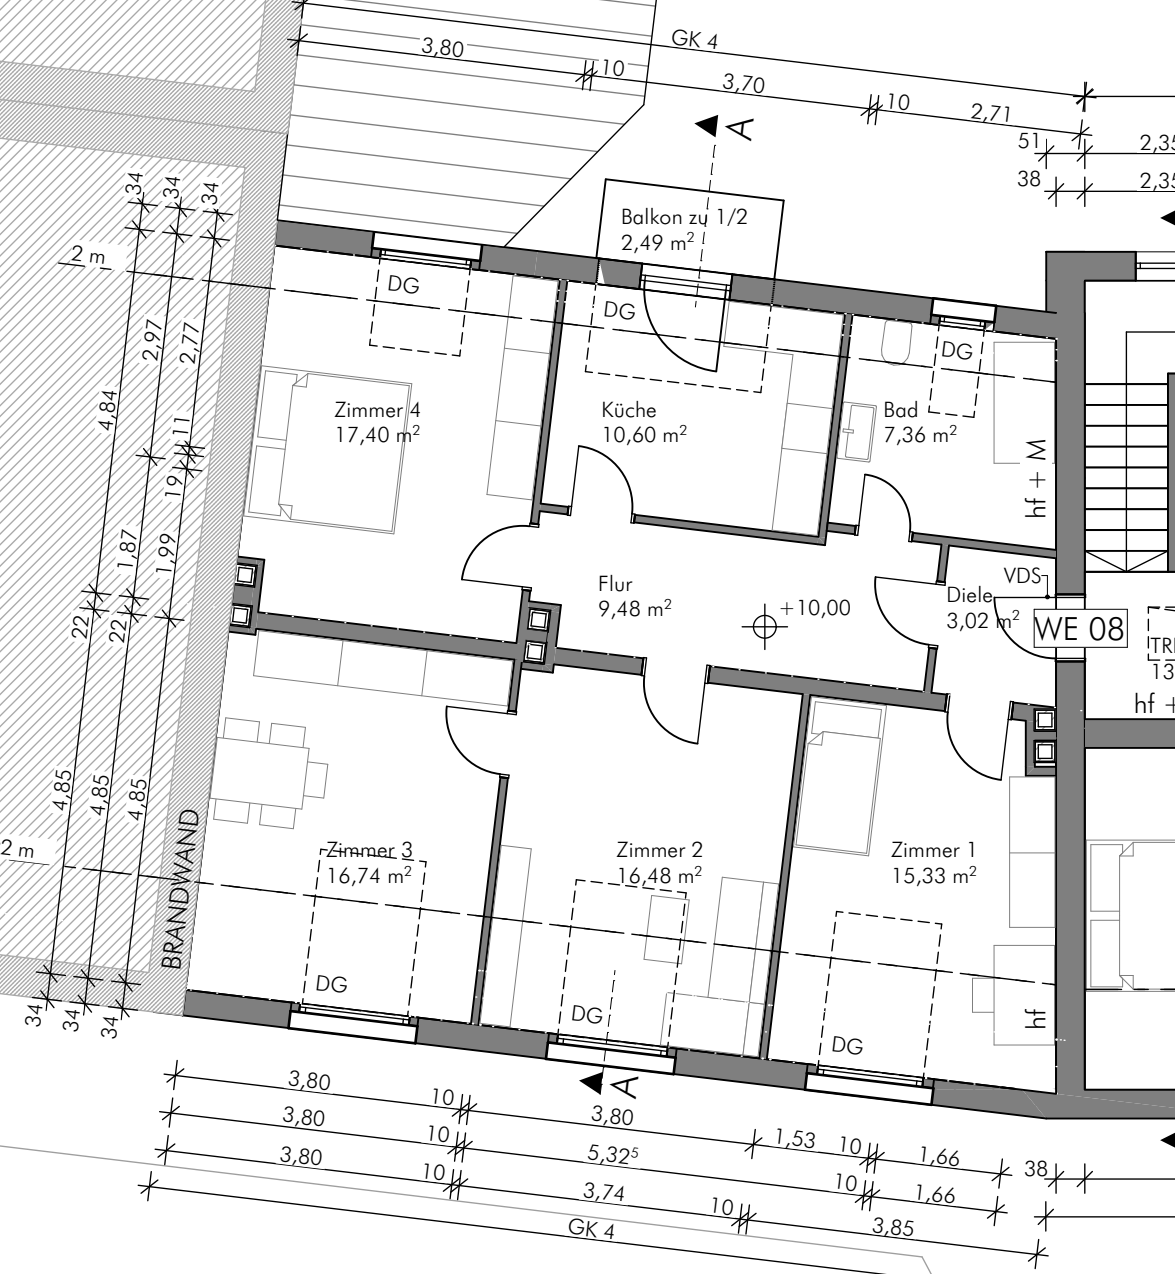 GK 4
3,80
10
3,70
10
2,71
51
2,35
38
2,35
A
34
34
34
2 m
Balkon zu 1/2
2,49 m²
DG
DG
DG
2,97
2,77
4,84
11
19
1,87
1,99
22
22
Zimmer 4
17,40 m²
Küche
10,60 m²
Bad
7,36 m²
hf + M
Flur
9,48 m²
+10,00
VDS
Diele
3,02 m²
WE 08
hf +
4,85
4,85
4,85
BRANDWAND
2 m
Zimmer 3
16,74 m²
Zimmer 2
16,48 m²
Zimmer 1
15,33 m²
DG
DG
DG
hf
34
34
34
A
3,80
10
3,80
1,53
10
1,66
38
3,80
10
5,32⁵
10
1,66
3,80
10
3,74
10
3,85
GK 4